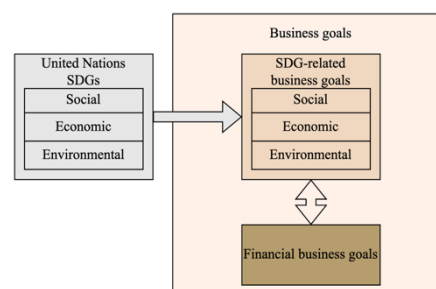 Business goals
United Nations
SDGs
Social
Economic
Environmental
SDG-related
business goals
Social
Economic
Environmental
Financial business goals